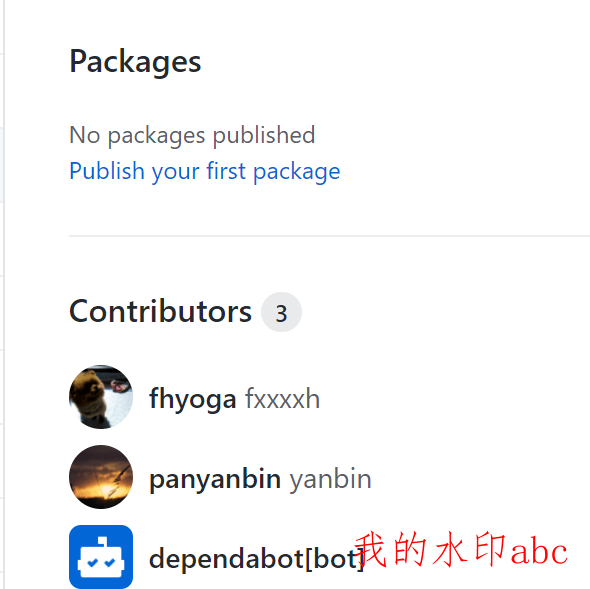 Packages
No packages published
Publish your first package
Contributors 3
fhyoga fxxxxh
panyanbin yanbin
dependabot[bot]
我的水印abc